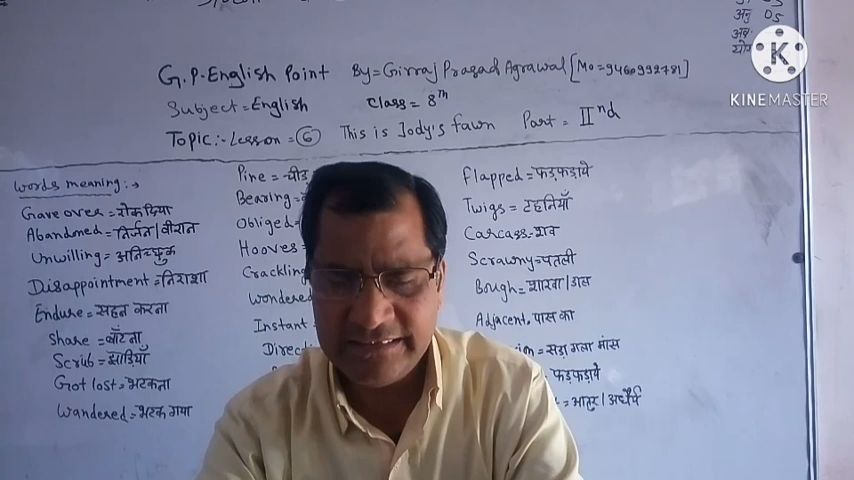 अनु 05
KINEMASTER
G.P-English Point By=Girraj Prasad Agrawal [Mo=9460992781]
Subject=English Class= 8th
Topic:- Lesson = 6 This is Jody's fawn Part = IInd
words meaning:→
Gave over = रोक दिया
Abandoned = निर्जन/वीरान
Unwilling = अनिच्छुक
Disappointment = निराशा
Endure = सहन करना
Share = बाँटना
Scrub = झाड़ियाँ
Got lost = भटकना
Wandered = भटक गया
Pine = चीड़
Bearing =
Obliged =
Hooves =
Crackling
Wondered
Instant
Flapped = फड़फड़ाये
Twigs = टहनियाँ
Carcass = शव
Scrawny = पतली
Bough = शाखा/डाल
Adjacent. पास का
= सड़ा गला मांस
फड़फड़ाये
= आतुर/अधैर्य